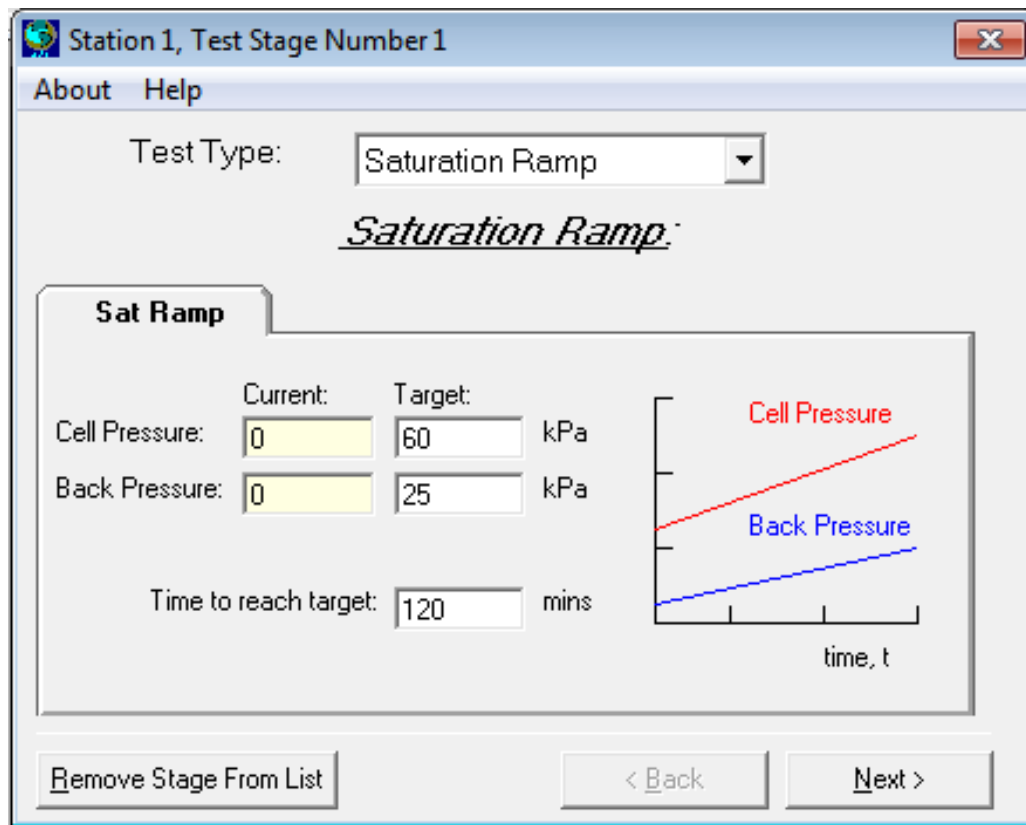 Station 1, Test Stage Number 1
About Help
Test Type: Saturation Ramp
Saturation Ramp:
Sat Ramp
Current: Target:
Cell Pressure: 0 60 kPa
Back Pressure: 0 25 kPa
Time to reach target: 120 mins
Cell Pressure
Back Pressure
time, t
Remove Stage From List < Back Next >